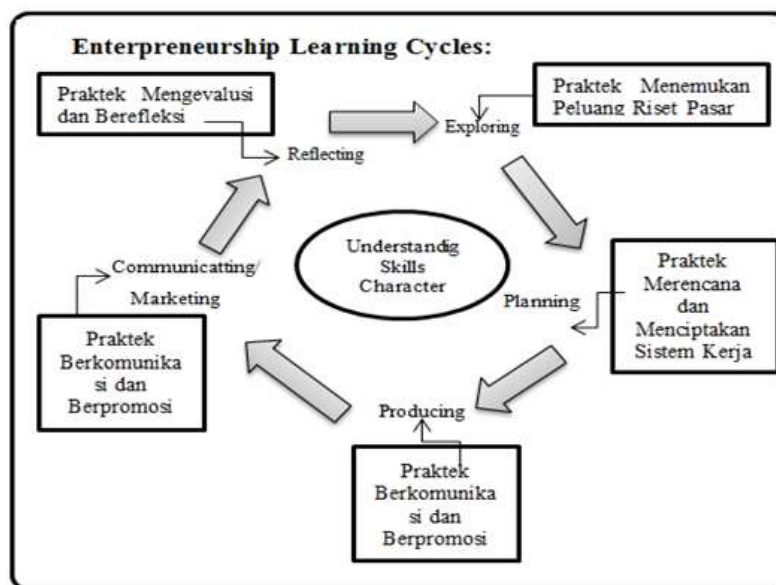 Enterpreneurship Learning Cycles:
Praktek Mengevalusi
dan Berefleksi
Reflecting
Exploring
Praktek Menemukan
Peluang Riset Pasar
Understandig
Skills
Character
Communicatting/
Marketing
Planning
Praktek
Merencana
dan
Menciptakan
Sistem Kerja
Praktek
Berkomunika
si dan
Berpromosi
Producing
Praktek
Berkomunika
si dan
Berpromosi